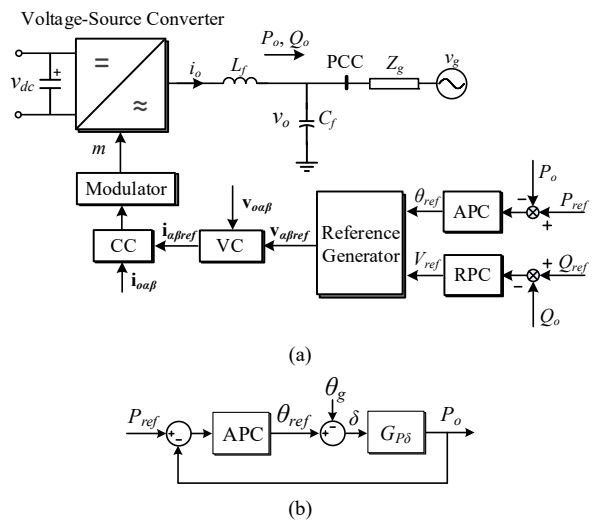 Voltage-Source Converter
P_o, Q_o
i_o
L_f
PCC
Z_g
v_g
v_dc
+
=
≈
v_o
C_f
m
Modulator
P_o
v_oαβ
θ_ref
APC
−
P_ref
+
i_αβref
v_αβref
Reference
Generator
CC
VC
V_ref
RPC
+
Q_ref
−
i_oαβ
Q_o
(a)
θ_g
P_ref
θ_ref
P_o
+
−
APC
+
−
δ
G_Pδ
(b)